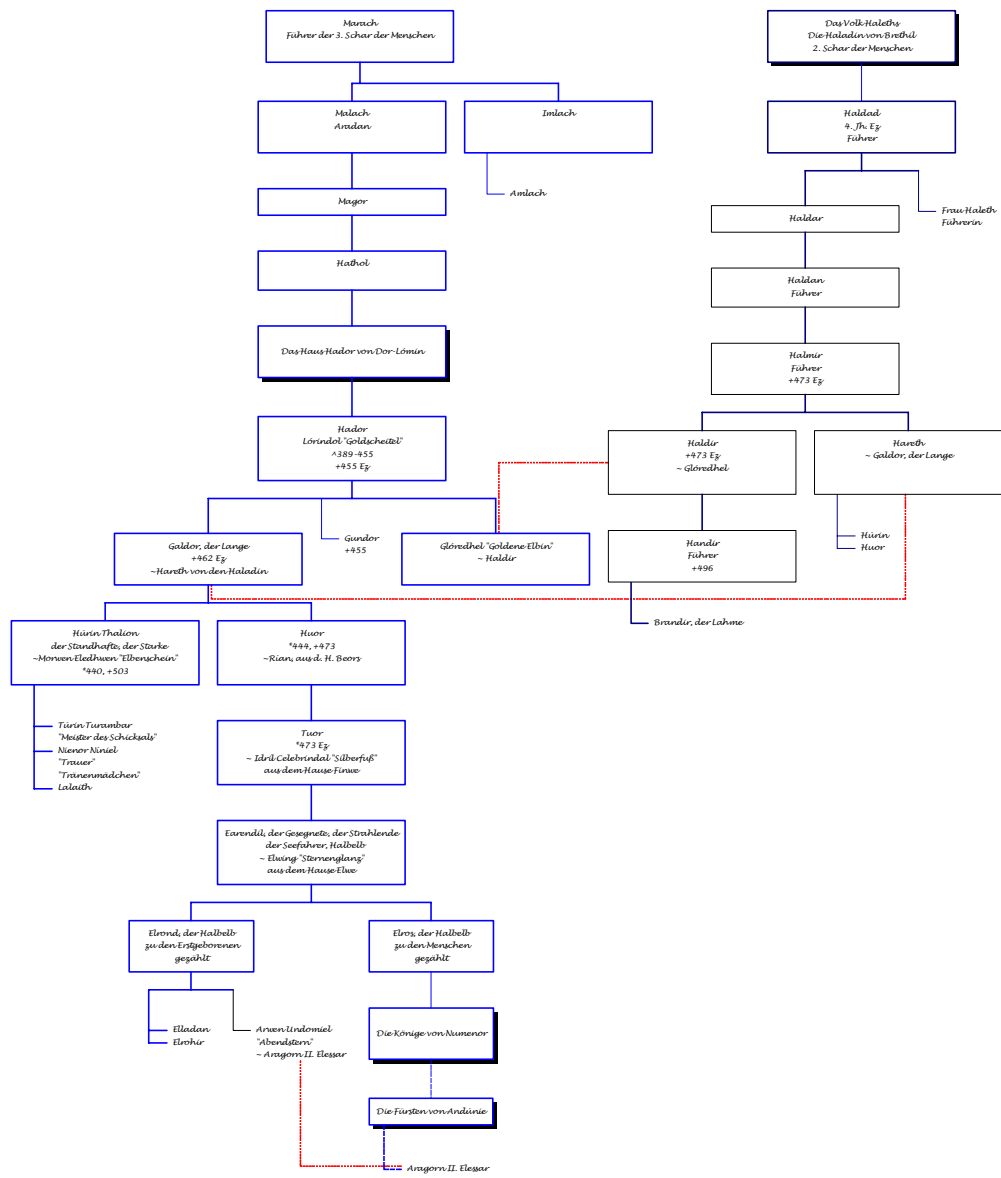 Marach
Führer der 3. Schar der Menschen
Das Volk Haleths
Die Haladin von Brethil
2. Schar der Menschen
Malach
Aradan
Imlach
Haldad
4. Jh. Ez
Führer
Amlach
Magor
Haldar
Frau Haleth
Führerin
Hathol
Haldan
Führer
Das Haus Hador von Dor-Lómin
Halmir
Führer
+473 Ez
Hador
Lórindol "Goldscheitel"
^389-455
+455 Ez
Haldir
+473 Ez
~ Glóredhel
Hareth
~ Galdor, der Lange
Galdor, der Lange
+462 Ez
~Hareth von den Haladin
Gundor
+455
Glóredhel "Goldene Elbin"
~ Haldir
Handir
Führer
+496
Húrin
Huor
Brandir, der Lahme
Húrin Thalion
der Standhafte, der Starke
~Morwen Eledhwen "Elbenschein"
*440, +503
Huor
*444, +473
~Rian, aus d. H. Beors
Túrin Turambar
"Meister des Schicksals"
Nienor Niniel
"Trauer"
"Tränenmädchen"
Lalaith
Tuor
*473 Ez
~ Idril Celebrindal "Silberfuß"
aus dem Hause Finwe
Earendil, der Gesegnete, der Strahlende
der Seefahrer, Halbelb
~ Elwing "Sternenglanz"
aus dem Hause Elwe
Elrond, der Halbelb
zu den Erstgeborenen
gezählt
Elros, der Halbelb
zu den Menschen
gezählt
Elladan
Elrohir
Arwen Undomiel
"Abendstern"
~ Aragorn II. Elessar
Die Könige von Numenor
Die Fürsten von Andúnie
Aragorn II. Elessar